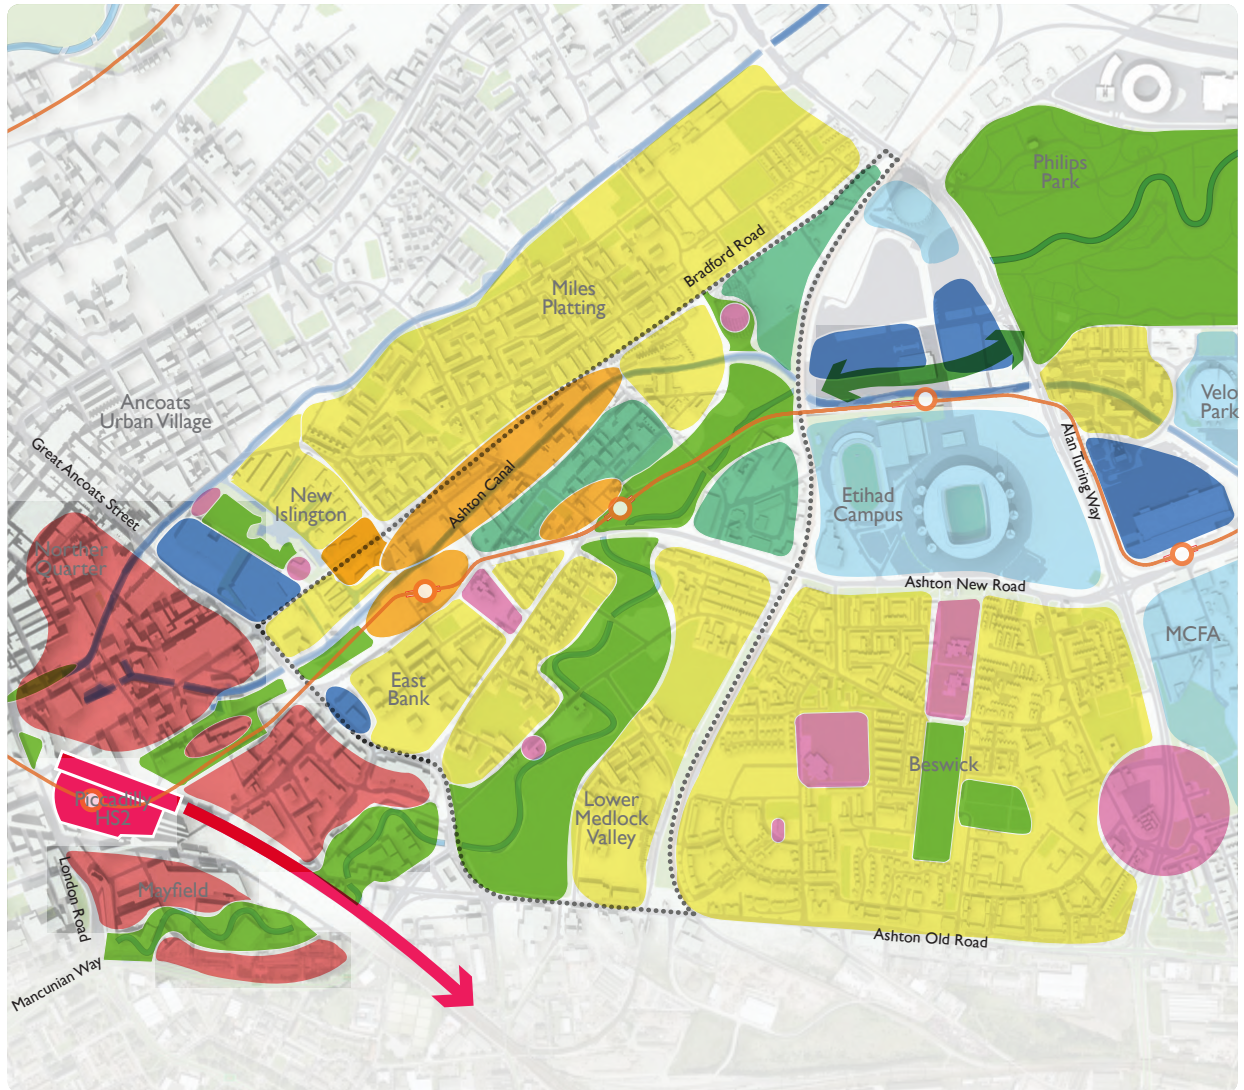 Philips
Park
Bradford Road
Miles
Platting
Ancoats
Urban Village
Velo
Park
Great Ancoats Street
Alan Turing Way
Ashton Canal
New
Islington
Etihad
Campus
Norther
Quarter
Ashton New Road
MCFA
East
Bank
Beswick
Piccadilly
HS2
Lower
Medlock
Valley
London Road
Mayfield
Ashton Old Road
Mancunian Way